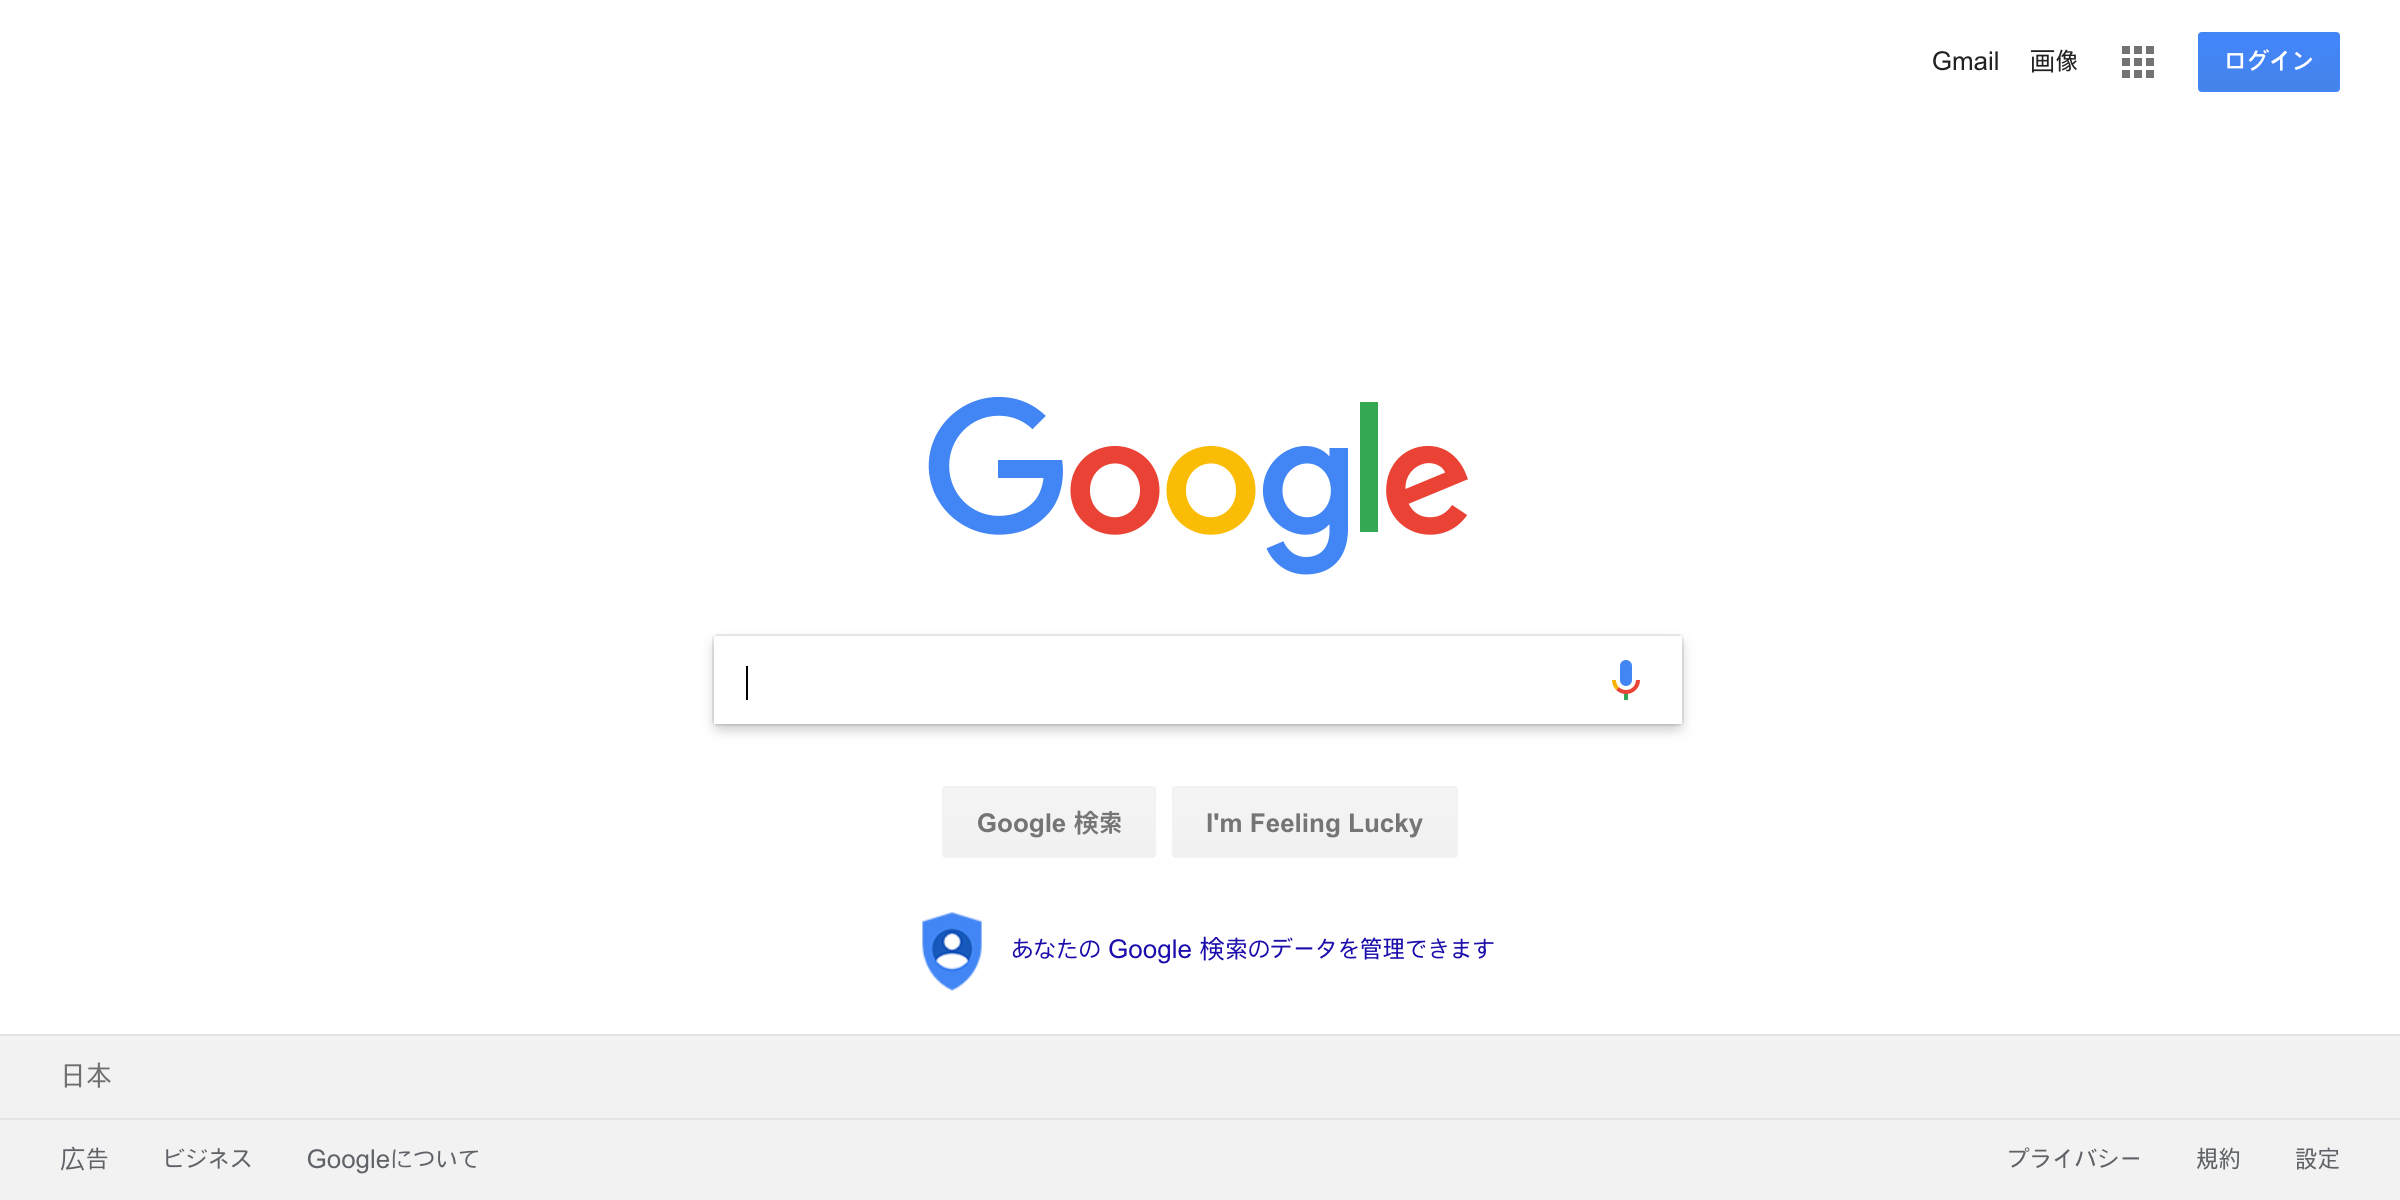 Gmail 画像 ログイン
Google
Google 検索 I'm Feeling Lucky
あなたの Google 検索のデータを管理できます
日本
広告 ビジネス Googleについて プライバシー 規約 設定